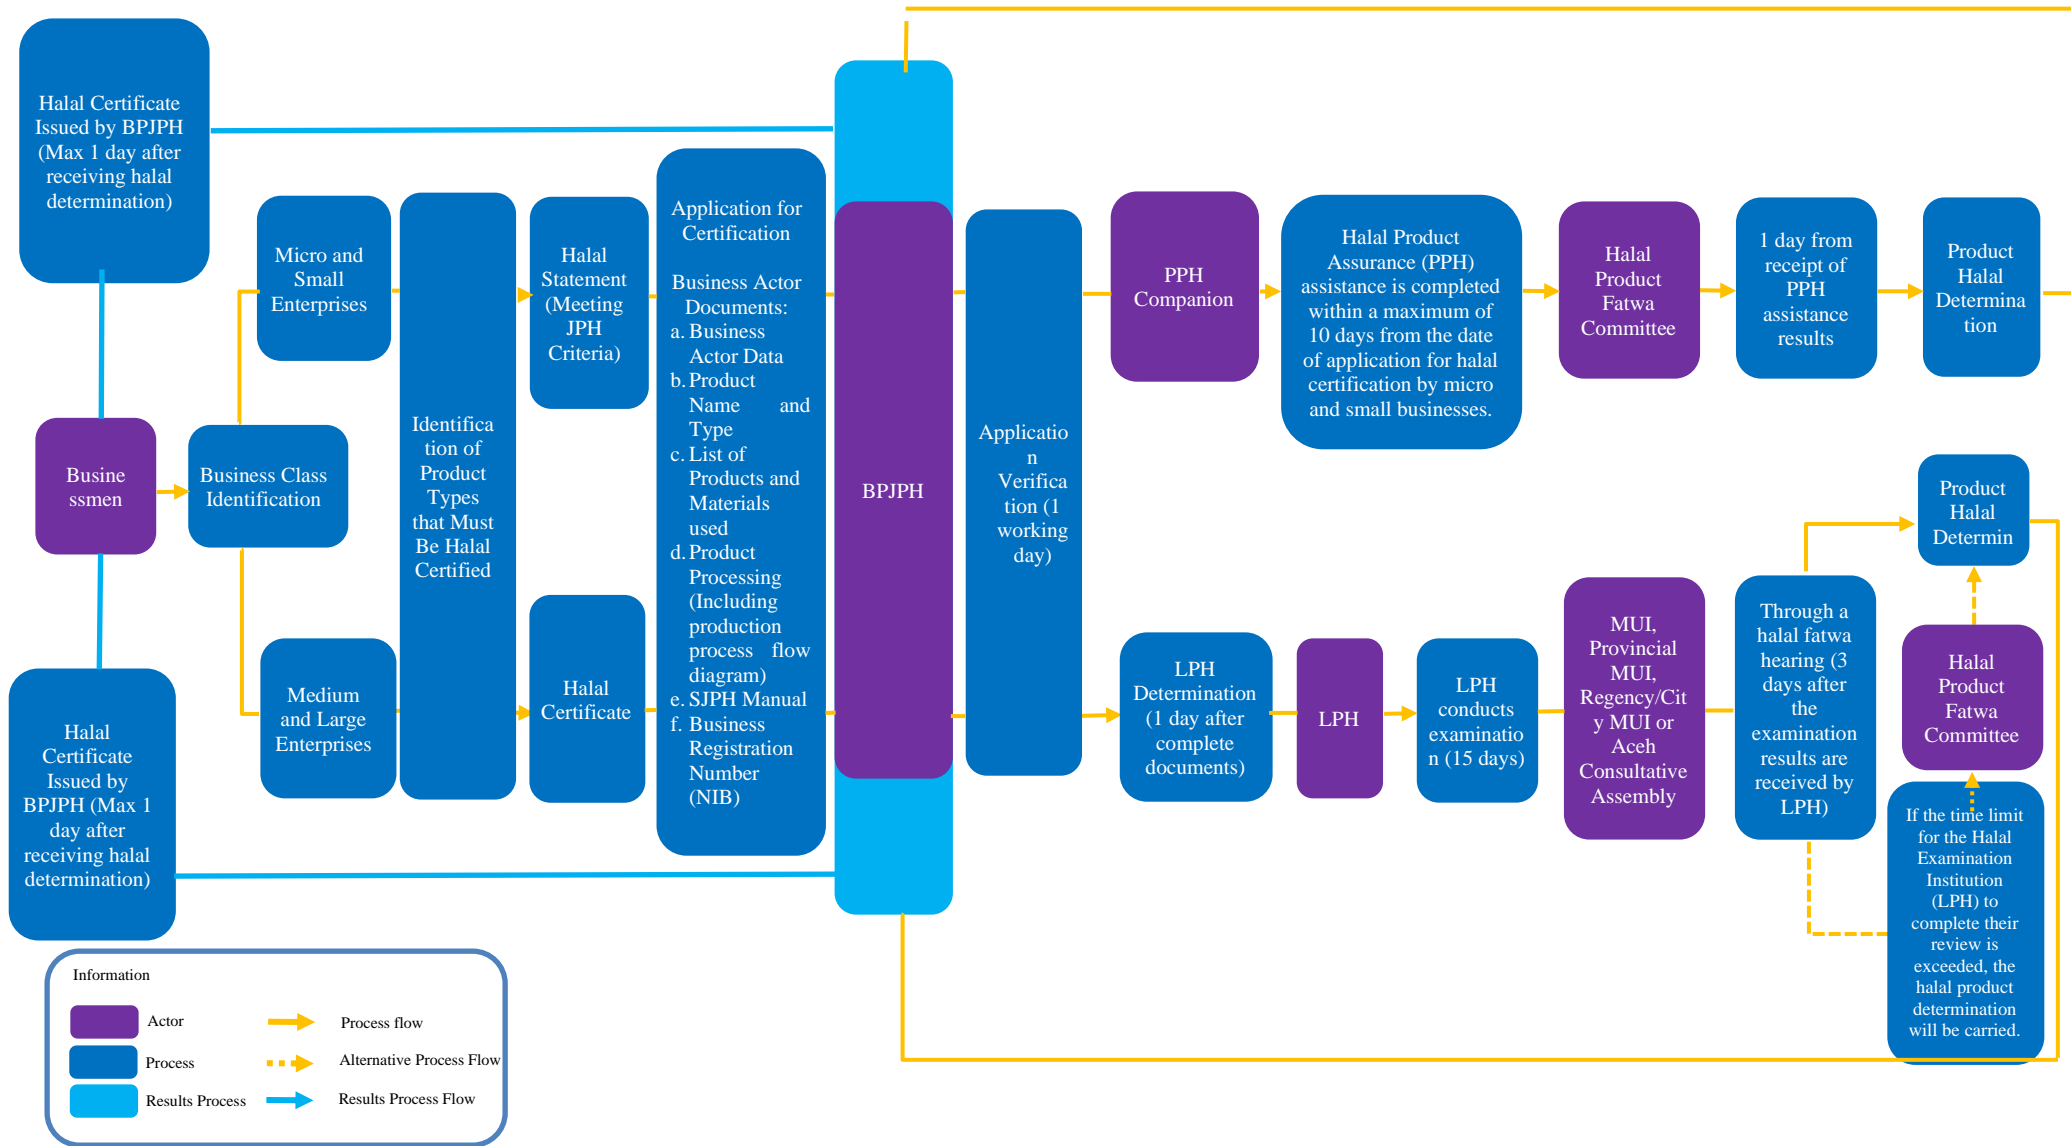 Halal Certificate
Issued by BPJPH
(Max 1 day after
receiving halal
determination)
Busine
ssmen
Halal
Certificate
Issued by
BPJPH (Max 1
day after
receiving halal
determination)
Business Class
Identification
Micro and
Small
Enterprises
Medium
and Large
Enterprises
Identifica
tion of
Product
Types
that Must
Be Halal
Certified
Halal
Statement
(Meeting
JPH
Criteria)
Halal
Certificate
Application for
Certification
Business Actor
Documents:
a. Business
Actor Data
b. Product
Name and
Type
c. List of
Products and
Materials
used
d. Product
Processing
(Including
production
process flow
diagram)
e. SJPH Manual
f. Business
Registration
Number
(NIB)
BPJPH
Applicatio
n
Verifica
tion (1
working
day)
PPH
Companion
Halal Product
Assurance (PPH)
assistance is completed
within a maximum of
10 days from the date
of application for halal
certification by micro
and small businesses.
Halal
Product
Fatwa
Committee
1 day from
receipt of
PPH
assistance
results
Product
Halal
Determina
tion
LPH
Determination
(1 day after
complete
documents)
LPH
LPH
conducts
examinatio
n (15 days)
MUI,
Provincial
MUI,
Regency/Cit
y MUI or
Aceh
Consultative
Assembly
Through a
halal fatwa
hearing (3
days after
the
examination
results are
received by
LPH)
Product
Halal
Determin
Halal
Product
Fatwa
Committee
If the time limit
for the Halal
Examination
Institution
(LPH) to
complete their
review is
exceeded, the
halal product
determination
will be carried.
Information
Actor
Process flow
Process
Alternative Process Flow
Results Process
Results Process Flow